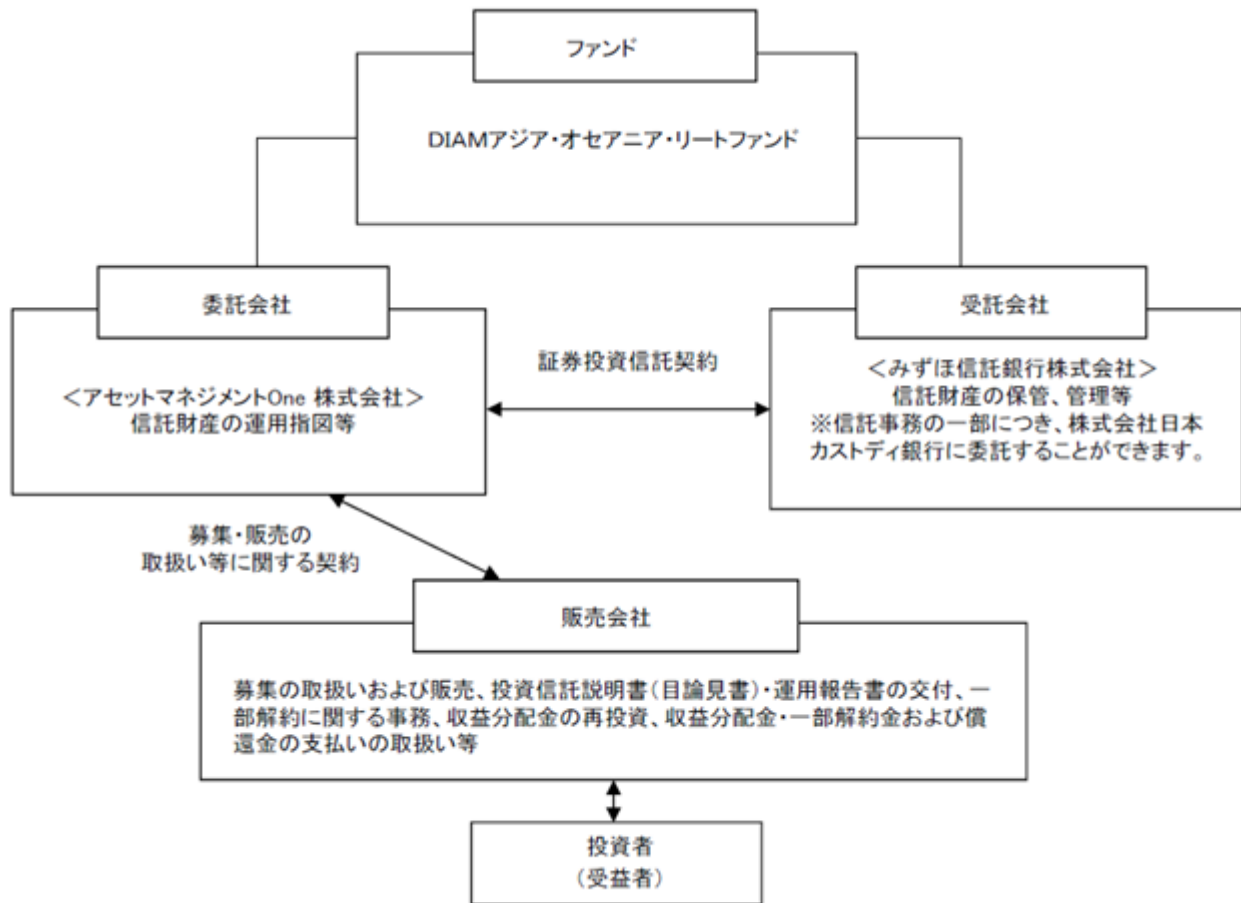 ファンド
DIAMアジア・オセアニア・リートファンド
委託会社
<アセットマネジメントOne 株式会社>
信託財産の運用指図等
証券投資信託契約
受託会社
<みずほ信託銀行株式会社>
信託財産の保管、管理等
※信託事務の一部につき、株式会社日本
カストディ銀行に委託することができます。
募集・販売の
取扱い等に関する契約
販売会社
募集の取扱いおよび販売、投資信託説明書(目論見書)・運用報告書の交付、一
部解約に関する事務、収益分配金の再投資、収益分配金・一部解約金および償
還金の支払いの取扱い等
投資者
(受益者)